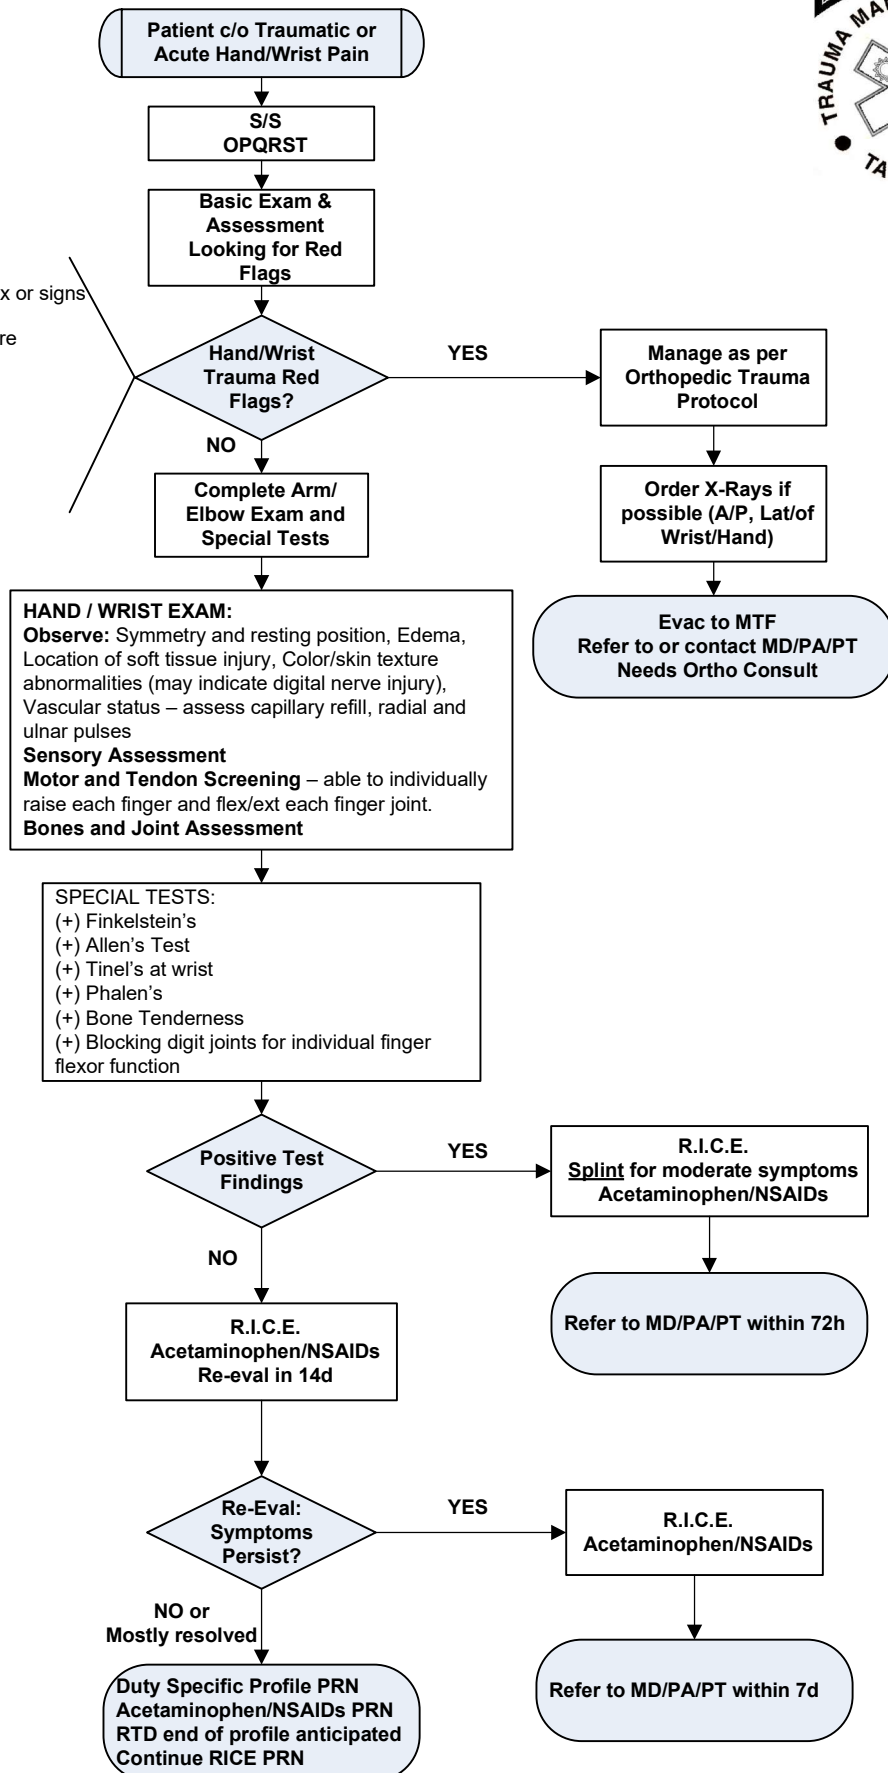 Patient c/o Traumatic or
Acute Hand/Wrist Pain
TRAUMA
S/S
OPQRST
Basic Exam &
Assessment
Looking for Red
Flags
x or signs
re
Hand/Wrist
Trauma Red
Flags?
YES
Manage as per
Orthopedic Trauma
Protocol
NO
Complete Arm/
Elbow Exam and
Special Tests
Order X-Rays if
possible (A/P, Lat/of
Wrist/Hand)
Evac to MTF
Refer to or contact MD/PA/PT
Needs Ortho Consult
HAND / WRIST EXAM:
Observe: Symmetry and resting position, Edema,
Location of soft tissue injury, Color/skin texture
abnormalities (may indicate digital nerve injury),
Vascular status – assess capillary refill, radial and
ulnar pulses
Sensory Assessment
Motor and Tendon Screening – able to individually
raise each finger and flex/ext each finger joint.
Bones and Joint Assessment
SPECIAL TESTS:
(+) Finkelstein’s
(+) Allen’s Test
(+) Tinel’s at wrist
(+) Phalen’s
(+) Bone Tenderness
(+) Blocking digit joints for individual finger
flexor function
Positive Test
Findings
YES
R.I.C.E.
Splint for moderate symptoms
Acetaminophen/NSAIDs
NO
Refer to MD/PA/PT within 72h
R.I.C.E.
Acetaminophen/NSAIDs
Re-eval in 14d
Re-Eval:
Symptoms
Persist?
YES
R.I.C.E.
Acetaminophen/NSAIDs
NO or
Mostly resolved
Duty Specific Profile PRN
Acetaminophen/NSAIDs PRN
RTD end of profile anticipated
Continue RICE PRN
Refer to MD/PA/PT within 7d